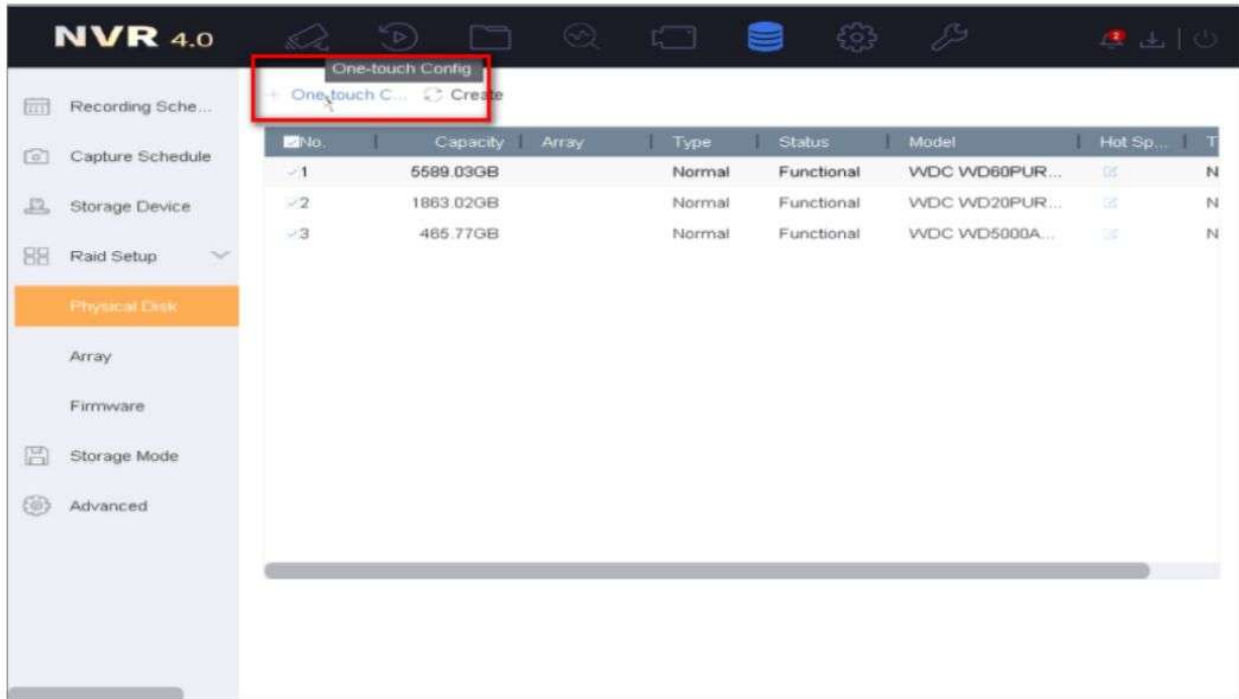 NVR 4.0
2
One-touch Config
One-touch C... Create
Recording Sche...
Capture Schedule
Storage Device
Raid Setup
Physical Disk
Array
Firmware
Storage Mode
Advanced
No. Capacity Array Type Status Model Hot Sp... T
1 5589.03GB Normal Functional WDC WD60PUR... N
2 1863.02GB Normal Functional WDC WD20PUR... N
3 465.77GB Normal Functional WDC WD5000A... N